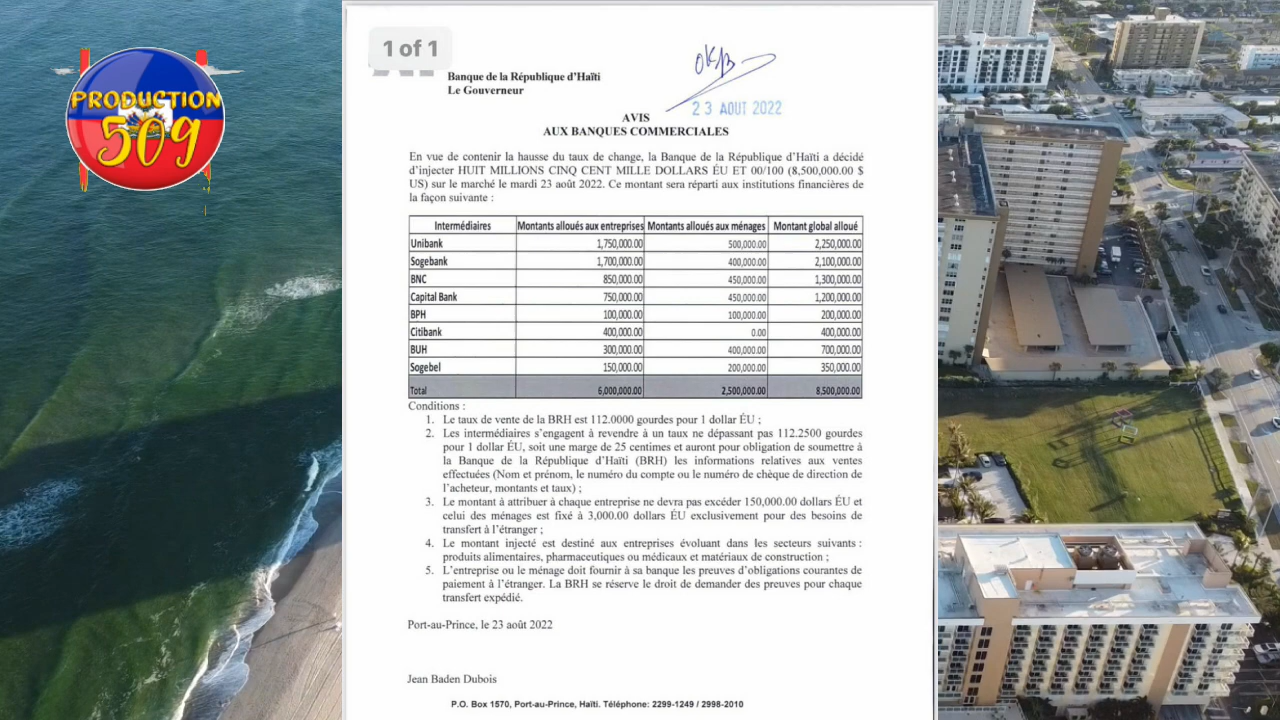 PRODUCTION
509
1 of 1
Banque de la République d'Haïti
Le Gouverneur
23 AOUT 2022
AVIS
AUX BANQUES COMMERCIALES
En vue de contenir la hausse du taux de change, la Banque de la République d'Haïti a décidé
d'injecter HUIT MILLIONS CINQ CENT MILLE DOLLARS ÉU ET 00/100 (8,500,000.00 $
US) sur le marché le mardi 23 août 2022. Ce montant sera réparti aux institutions financières de
la façon suivante :
Intermédiaires Montants alloués aux entreprises Montants alloués aux ménages Montant global alloué
Unibank 1,750,000.00 500,000.00 2,250,000.00
Sogebank 1,700,000.00 400,000.00 2,100,000.00
BNC 850,000.00 450,000.00 1,300,000.00
Capital Bank 750,000.00 450,000.00 1,200,000.00
BPH 100,000.00 100,000.00 200,000.00
Citibank 400,000.00 0.00 400,000.00
BUH 300,000.00 400,000.00 700,000.00
Sogebel 150,000.00 200,000.00 350,000.00
Total 6,000,000.00 2,500,000.00 8,500,000.00
Conditions :
1. Le taux de vente de la BRH est 112.0000 gourdes pour 1 dollar ÉU ;
2. Les intermédiaires s'engagent à revendre à un taux ne dépassant pas 112.2500 gourdes
pour 1 dollar ÉU, soit une marge de 25 centimes et auront pour obligation de soumettre à
la Banque de la République d'Haïti (BRH) les informations relatives aux ventes
effectuées (Nom et prénom, le numéro du compte ou le numéro de chèque de direction de
l'acheteur, montants et taux) ;
3. Le montant à attribuer à chaque entreprise ne devra pas excéder 150,000.00 dollars ÉU et
celui des ménages est fixé à 3,000.00 dollars ÉU exclusivement pour des besoins de
transfert à l'étranger ;
4. Le montant injecté est destiné aux entreprises évoluant dans les secteurs suivants :
produits alimentaires, pharmaceutiques ou médicaux et matériaux de construction ;
5. L'entreprise ou le ménage doit fournir à sa banque les preuves d'obligations courantes de
paiement à l'étranger. La BRH se réserve le droit de demander des preuves pour chaque
transfert expédié.
Port-au-Prince, le 23 août 2022
Jean Baden Dubois
P.O. Box 1570, Port-au-Prince, Haïti. Téléphone: 2299-1249 / 2998-2010